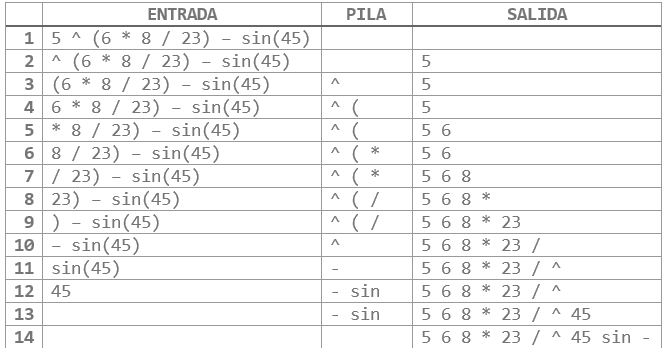 ENTRADA PILA SALIDA
1 5 ^ (6 * 8 / 23) – sin(45)
2 ^ (6 * 8 / 23) – sin(45) 5
3 (6 * 8 / 23) – sin(45) ^ 5
4 6 * 8 / 23) – sin(45) ^ ( 5
5 * 8 / 23) – sin(45) ^ ( 5 6
6 8 / 23) – sin(45) ^ ( * 5 6
7 / 23) – sin(45) ^ ( * 5 6 8
8 23) – sin(45) ^ ( / 5 6 8 *
9 ) – sin(45) ^ ( / 5 6 8 * 23
10 – sin(45) ^ 5 6 8 * 23 /
11 sin(45) - 5 6 8 * 23 / ^
12 45 - sin 5 6 8 * 23 / ^
13 - sin 5 6 8 * 23 / ^ 45
14 5 6 8 * 23 / ^ 45 sin -